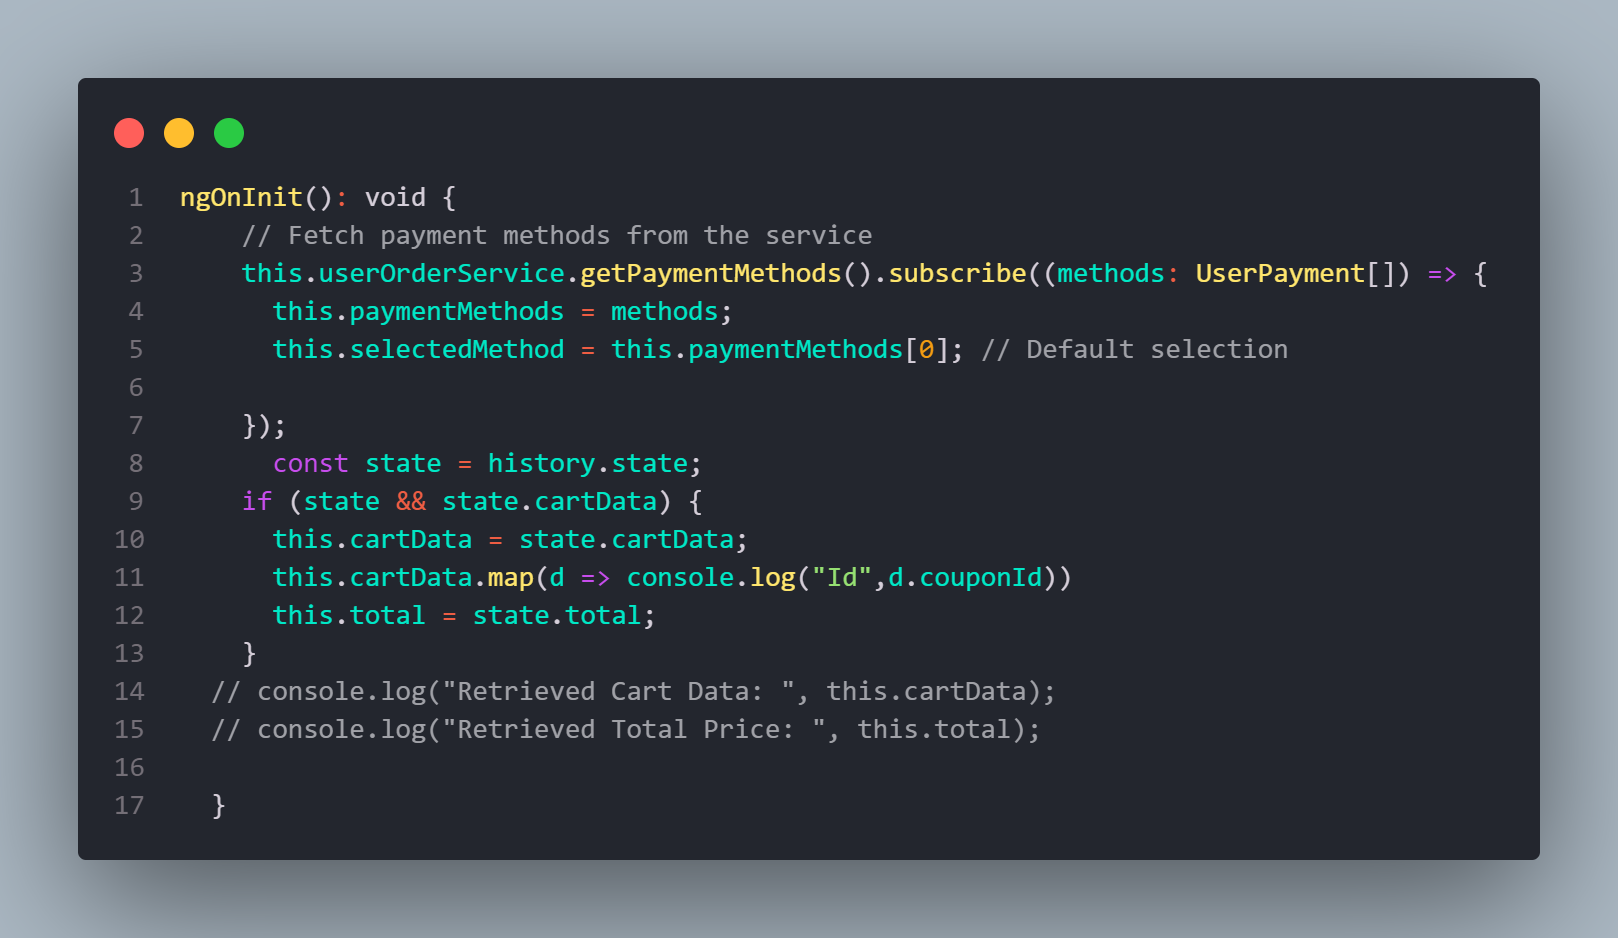 1 ngOnInit(): void {
2 // Fetch payment methods from the service
3 this.userOrderService.getPaymentMethods().subscribe((methods: UserPayment[]) => {
4 this.paymentMethods = methods;
5 this.selectedMethod = this.paymentMethods[0]; // Default selection
6
7 });
8 const state = history.state;
9 if (state && state.cartData) {
10 this.cartData = state.cartData;
11 this.cartData.map(d => console.log("Id",d.couponId))
12 this.total = state.total;
13 }
14 // console.log("Retrieved Cart Data: ", this.cartData);
15 // console.log("Retrieved Total Price: ", this.total);
16
17 }